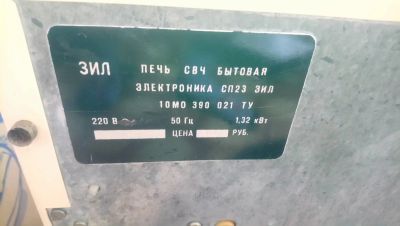 ЗИЛ ПЕЧЬ СВЧ БЫТОВАЯ
ЭЛЕКТРОНИКА СП23 ЗИЛ
10МО 390 021 ТУ
220 В ~ 50 Гц 1,32 кВт
ЦЕНА РУБ.